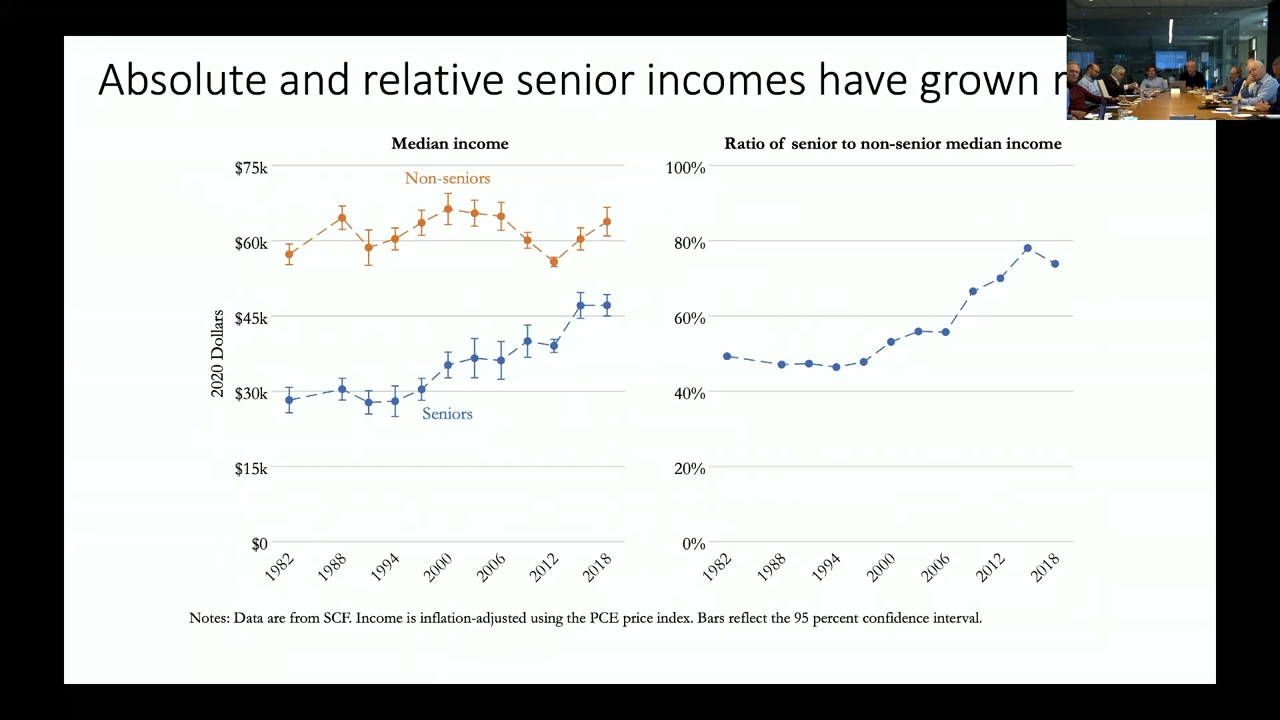 Absolute and relative senior incomes have grown
Median income
$75k
$60k
$45k
$30k
$15k
$0
2020 Dollars
Non-seniors
Seniors
1982
1988
1994
2000
2006
2012
2018
Ratio of senior to non-senior median income
100%
80%
60%
40%
20%
0%
1982
1988
1994
2000
2006
2012
2018
Notes: Data are from SCF. Income is inflation-adjusted using the PCE price index. Bars reflect the 95 percent confidence interval.